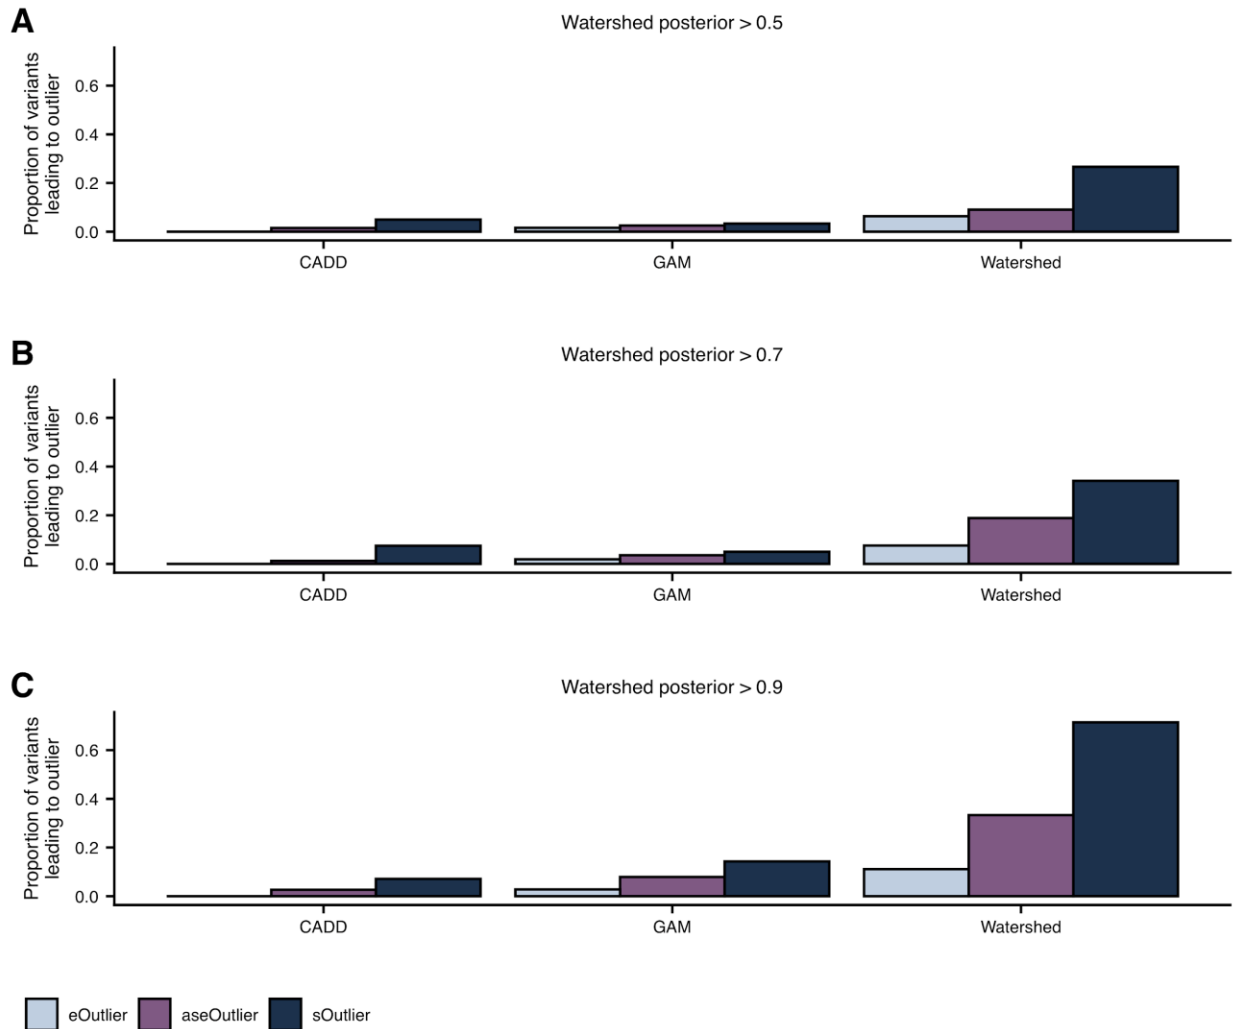 A
Watershed posterior > 0.5
Proportion of variants
leading to outlier
0.6
0.4
0.2
0.0
CADD
GAM
Watershed
B
Watershed posterior > 0.7
Proportion of variants
leading to outlier
0.6
0.4
0.2
0.0
CADD
GAM
Watershed
C
Watershed posterior > 0.9
Proportion of variants
leading to outlier
0.6
0.4
0.2
0.0
CADD
GAM
Watershed
eOutlier
aseOutlier
sOutlier